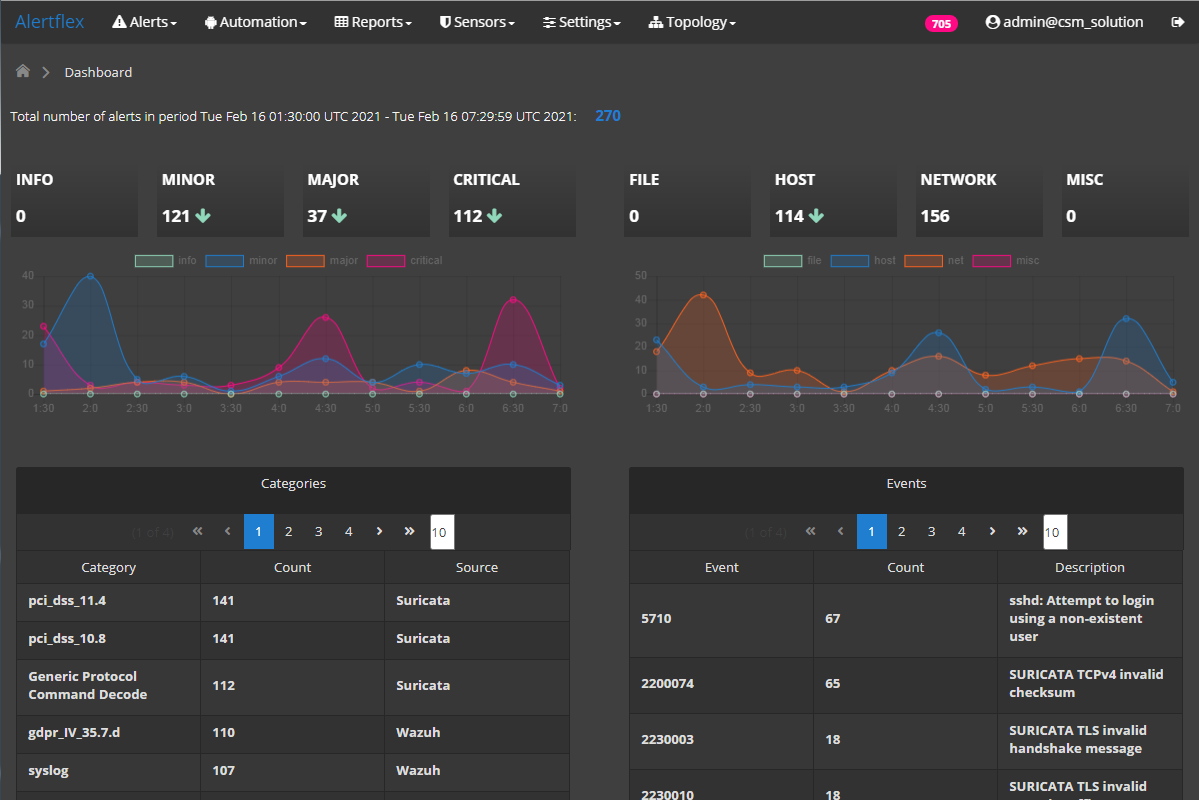 Alertflex Alerts Automation Reports Sensors Settings Topology 705 admin@csm_solution
Dashboard
Total number of alerts in period Tue Feb 16 01:30:00 UTC 2021 - Tue Feb 16 07:29:59 UTC 2021: 270
INFO MINOR MAJOR CRITICAL FILE HOST NETWORK MISC
0 121 37 112 0 114 156 0
info minor major critical
40
30
20
10
0
1:30 2:0 2:30 3:0 3:30 4:0 4:30 5:0 5:30 6:0 6:30 7:0
file host net misc
50
40
30
20
10
0
1:30 2:0 2:30 3:0 3:30 4:0 4:30 5:0 5:30 6:0 6:30 7:0
Categories
(1 of 4) « ‹ 1 2 3 4 › » 10
Category Count Source
pci_dss_11.4 141 Suricata
pci_dss_10.8 141 Suricata
Generic Protocol
Command Decode 112 Suricata
gdpr_IV_35.7.d 110 Wazuh
syslog 107 Wazuh
Events
(1 of 4) « ‹ 1 2 3 4 › » 10
Event Count Description
5710 67 sshd: Attempt to login
using a non-existent
user
2200074 65 SURICATA TCPv4 invalid
checksum
2230003 18 SURICATA TLS invalid
handshake message
2230010 18 SURICATA TLS invalid